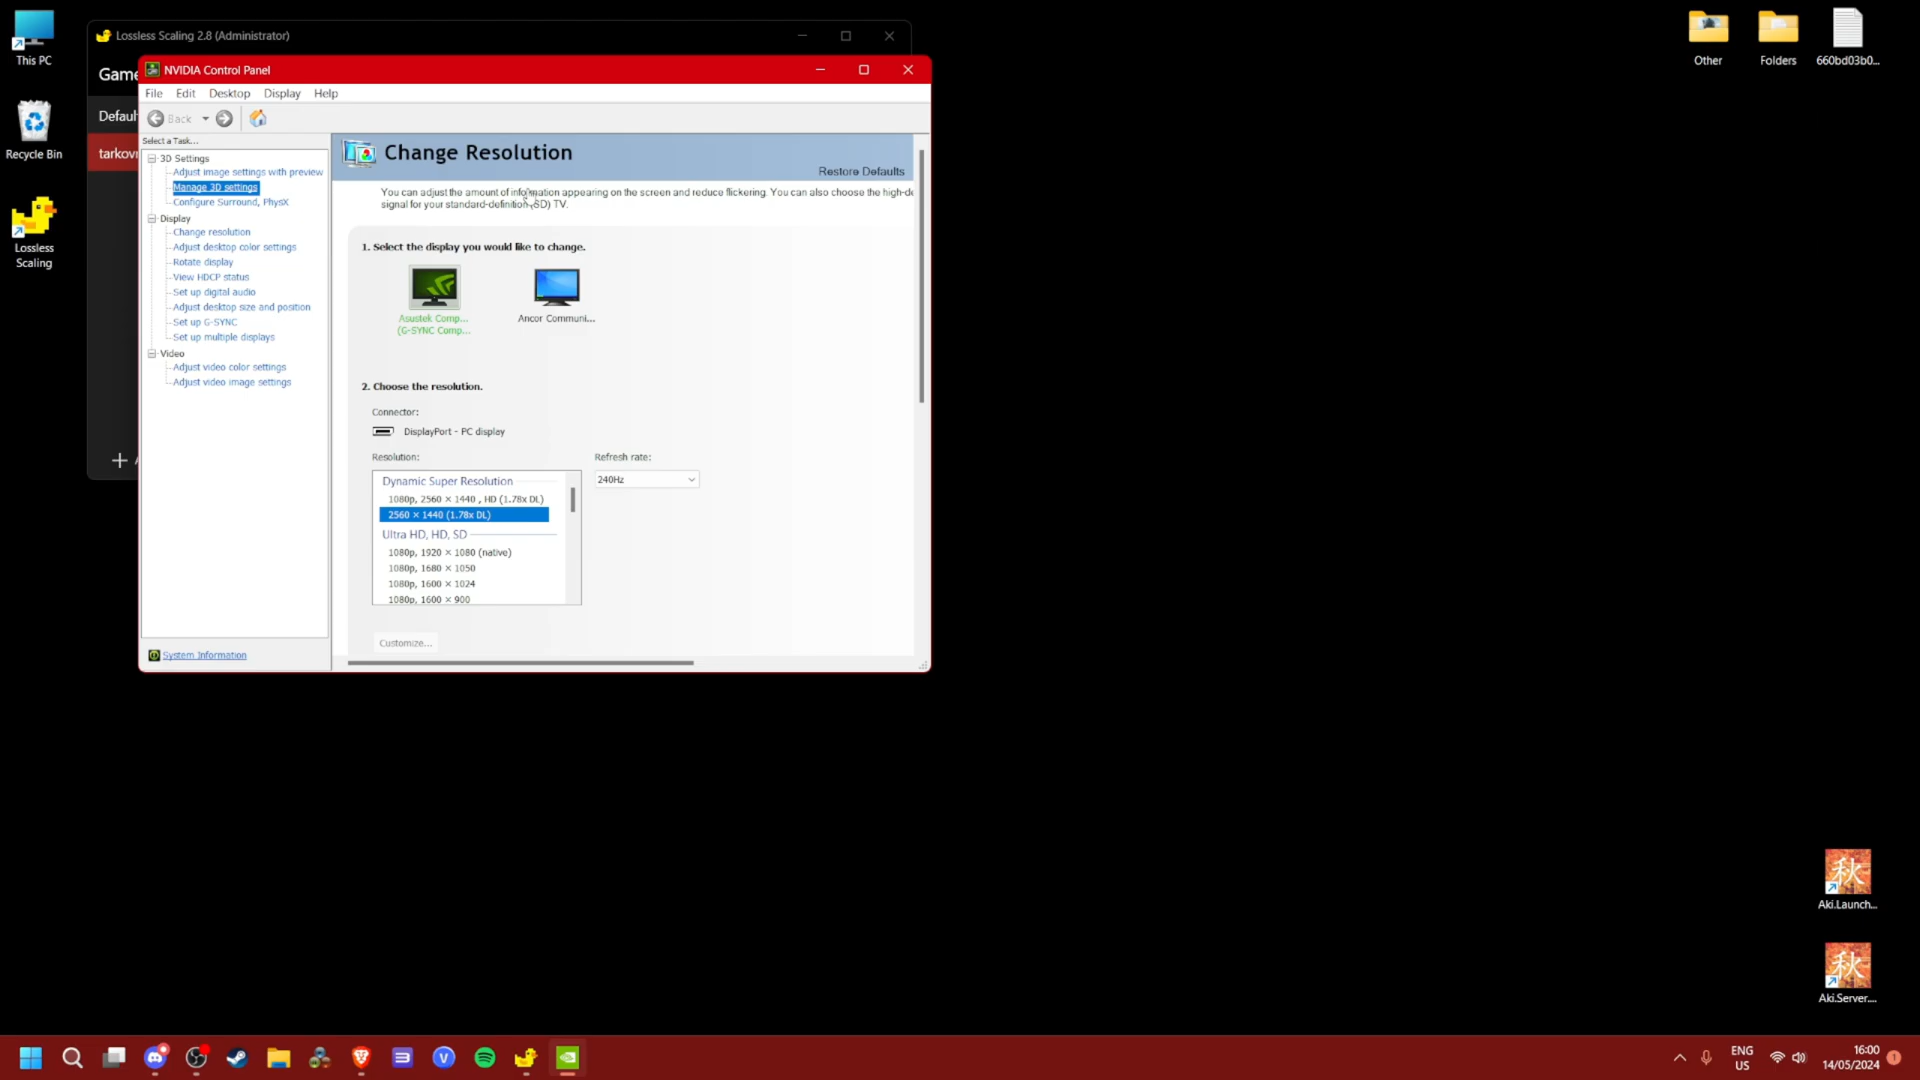 This PC
Recycle Bin
Lossless
Scaling
Lossless Scaling 2.8 (Administrator)
Game
Defaul
tarkov
NVIDIA Control Panel
File Edit Desktop Display Help
Back
Select a Task...
3D Settings
Adjust image settings with preview
Manage 3D settings
Configure Surround, PhysX
Display
Change resolution
Adjust desktop color settings
Rotate display
View HDCP status
Set up digital audio
Adjust desktop size and position
Set up G-SYNC
Set up multiple displays
Video
Adjust video color settings
Adjust video image settings
System Information
Change Resolution
Restore Defaults
You can adjust the amount of information appearing on the screen and reduce flickering. You can also choose the high-de
signal for your standard-definition (SD) TV.
1. Select the display you would like to change.
Asustek Comp...
(G-SYNC Comp...
Ancor Communi...
2. Choose the resolution.
Connector:
DisplayPort - PC display
Resolution:
Refresh rate:
240Hz
Dynamic Super Resolution
1080p, 2560 × 1440 , HD (1.78x DL)
2560 × 1440 (1.78x DL)
Ultra HD, HD, SD
1080p, 1920 × 1080 (native)
1080p, 1680 × 1050
1080p, 1600 × 1024
1080p, 1600 × 900
Customize...
Other
Folders
660bd03b0...
秋
Aki.Launch...
秋
Aki.Server....
ENG
US
16:00
14/05/2024
1